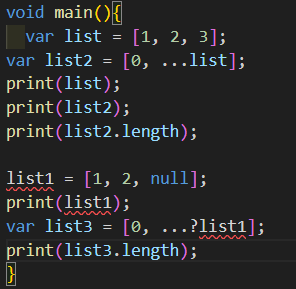 void main(){
  var list = [1, 2, 3];
var list2 = [0, ...list];
print(list);
print(list2);
print(list2.length);

list1 = [1, 2, null];
print(list1);
var list3 = [0, ...?list1];
print(list3.length);
}